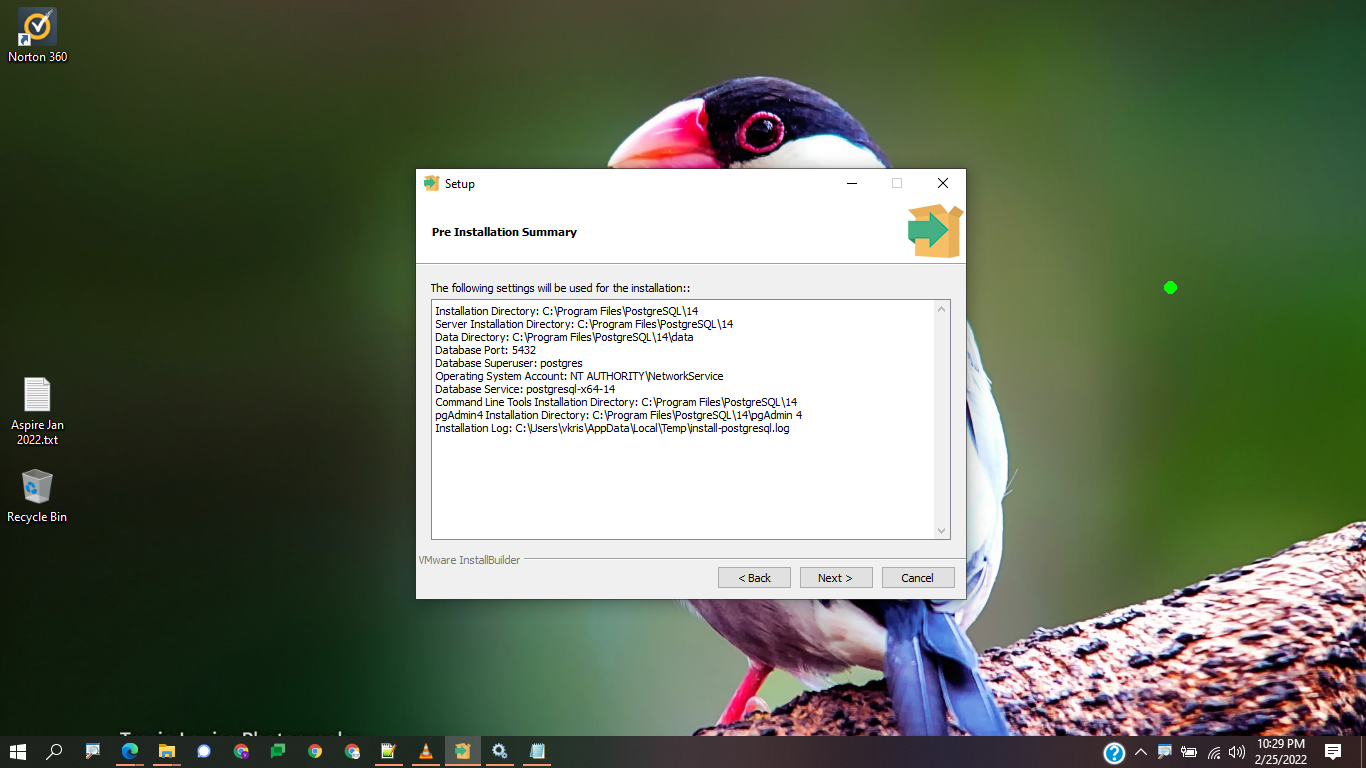 Norton 360
Setup
Pre Installation Summary
The following settings will be used for the installation::
Installation Directory: C:\Program Files\PostgreSQL\14
Server Installation Directory: C:\Program Files\PostgreSQL\14
Data Directory: C:\Program Files\PostgreSQL\14\data
Database Port: 5432
Database Superuser: postgres
Operating System Account: NT AUTHORITY\NetworkService
Database Service: postgresql-x64-14
Command Line Tools Installation Directory: C:\Program Files\PostgreSQL\14
pgAdmin4 Installation Directory: C:\Program Files\PostgreSQL\14\pgAdmin 4
Installation Log: C:\Users\vkris\AppData\Local\Temp\install-postgresql.log
Aspire Jan
2022.txt
Recycle Bin
VMware InstallBuilder
< Back
Next >
Cancel
10:29 PM
2/25/2022